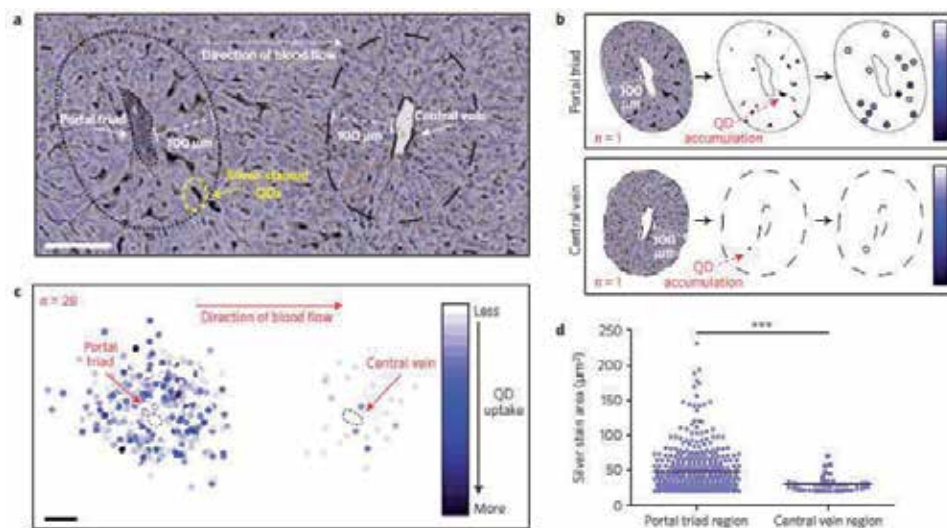 a
Direction of blood flow
Portal triad
100 μm
100 μm
Central vein
Silver-stained
QDs
b
Portal triad
100
μm
n = 1
QD
accumulation
Central vein
100
μm
n = 1
QD
accumulation
c
n = 28
Direction of blood flow
Portal
triad
Central vein
Less
QD
uptake
More
d
***
Silver stain area (μm²)
250
200
150
100
50
0
Portal triad region
Central vein region